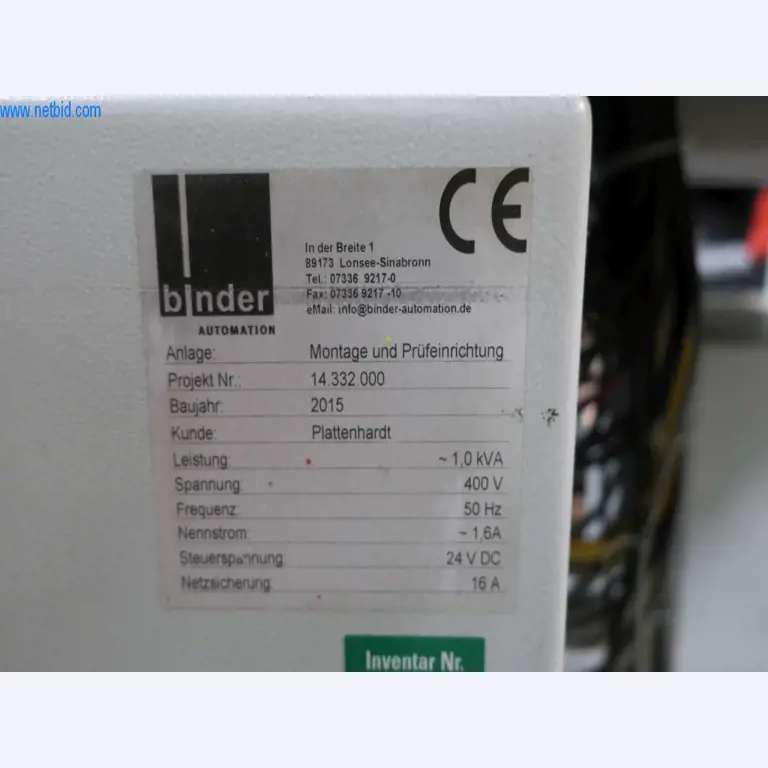 www.netbid.com
CE
binder
AUTOMATION
In der Breite 1
89173 Lonsee-Sinabronn
Tel.: 07336 9217-0
Fax: 07336 9217 -10
eMail: info@binder-automation.de
Anlage: Montage und Prüfeinrichtung
Projekt Nr.: 14.332.000
Baujahr: 2015
Kunde: Plattenhardt
Leistung: ~ 1,0 kVA
Spannung: 400 V
Frequenz: 50 Hz
Nennstrom: ~ 1,6A
Steuerspannung: 24 V DC
Netzsicherung: 16 A
Inventar Nr.